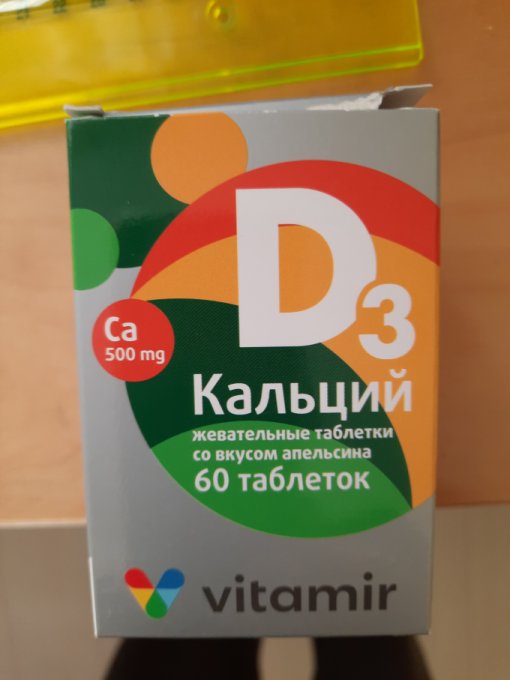 D3
Ca
500 mg
Кальций
жевательные таблетки
со вкусом апельсина
60 таблеток
vitamir